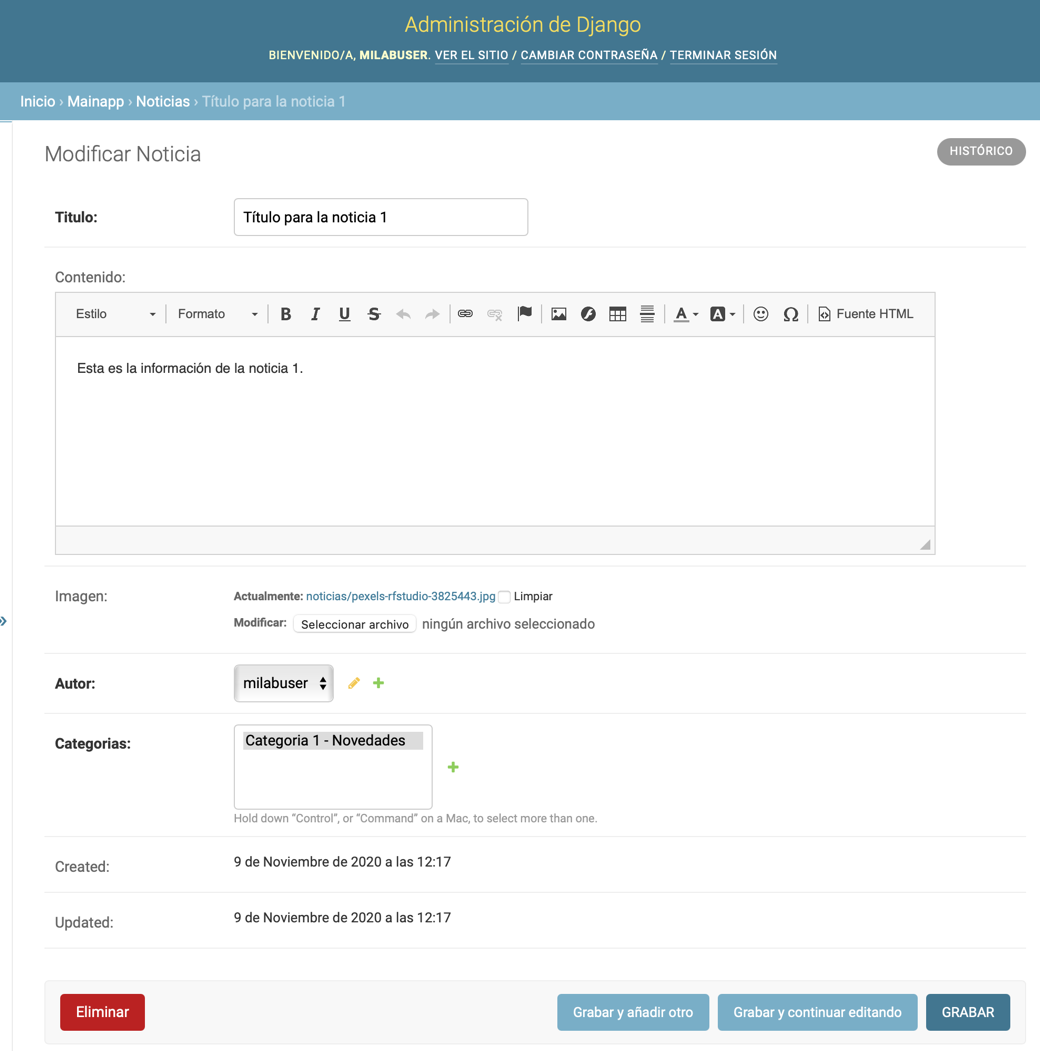 Administración de Django
BIENVENIDO/A, MILABUSER. VER EL SITIO / CAMBIAR CONTRASEÑA / TERMINAR SESIÓN
Inicio › Mainapp › Noticias › Título para la noticia 1
Modificar Noticia
HISTÓRICO
Titulo:
Título para la noticia 1
Contenido:
Estilo Formato B I U S A A Ω Fuente HTML
Esta es la información de la noticia 1.
Imagen:
Actualmente: noticias/pexels-rfstudio-3825443.jpg Limpiar
Modificar: Seleccionar archivo ningún archivo seleccionado
Autor:
milabuser
Categorias:
Categoria 1 - Novedades
Hold down “Control”, or “Command” on a Mac, to select more than one.
Created:
9 de Noviembre de 2020 a las 12:17
Updated:
9 de Noviembre de 2020 a las 12:17
Eliminar
Grabar y añadir otro
Grabar y continuar editando
GRABAR